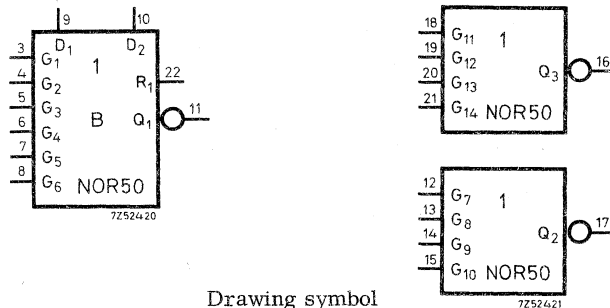 9 10
D1 D2
3 G1 1
4 G2 R1 22
5 G3
6 G4 B Q1 11
7 G5
8 G6 NOR50
7Z52420
18 G11 1
19 G12
20 G13 Q3 16
21 G14 NOR50
12 G7 1
13 G8
14 G9 Q2 17
15 G10 NOR50
7Z52421
Drawing symbol